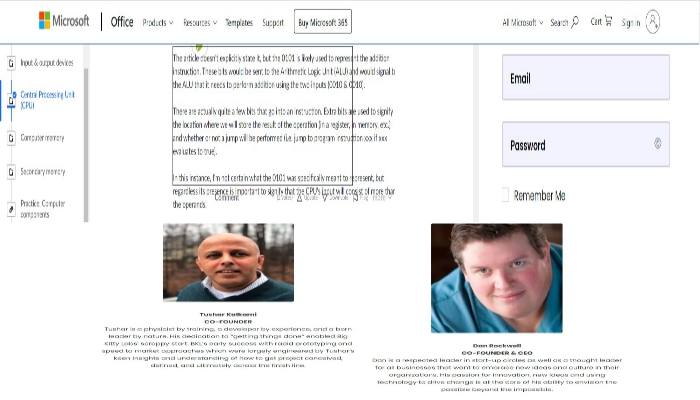 Microsoft
Office
Products
Resources
Templates
Support
Buy Microsoft 365
All Microsoft
Search
Cart
Sign in
Input & output devices
Central Processing Unit
(CPU)
Computer memory
Secondary memory
Practice: Computer
components
The article doesn't explicitly state it, but the 0101 is likely used to represent the addition
instruction. These bits would be sent to the Arithmetic Logic Unit (ALU) and would signal to
the ALU that it needs to perform addition using the two inputs (0010 & 0010).
There are actually quite a few bits that go into an instruction. Extra bits are used to signify
the location where we will store the result of the operation (in a register, in memory, etc.)
and whether or not a jump will be performed (i.e. jump to program instruction xxx if xxx
evaluates to true).
In this instance, I'm not certain what the 0101 was specifically meant to represent, but
regardless its presence is important to signify that the CPU's input will consist of more than
the operands.
Comment
Upvote
Downvote
Flag
more
Email
Password
Remember Me
Tushar Kulkarni
CO-FOUNDER
Tushar is a physicist by training, a developer by experience, and a born
leader by nature. His dedication to "getting things done" enabled Big
Kitty Labs' scrappy start. BKL's early success with rapid prototyping and
speed to market approaches which were largely engineered by Tushar's
keen insights and understanding of how to get project conceived,
defined, and ultimately across the finish line.
Dan Rockwell
CO-FOUNDER & CEO
Dan is a respected leader in start-up circles as well as a thought leader
for all businesses that want to embrace new ideas and culture in their
organizations. His passion for innovation, new ideas and using
technology to drive change is at the core of his ability to envision the
possible beyond the impossible.